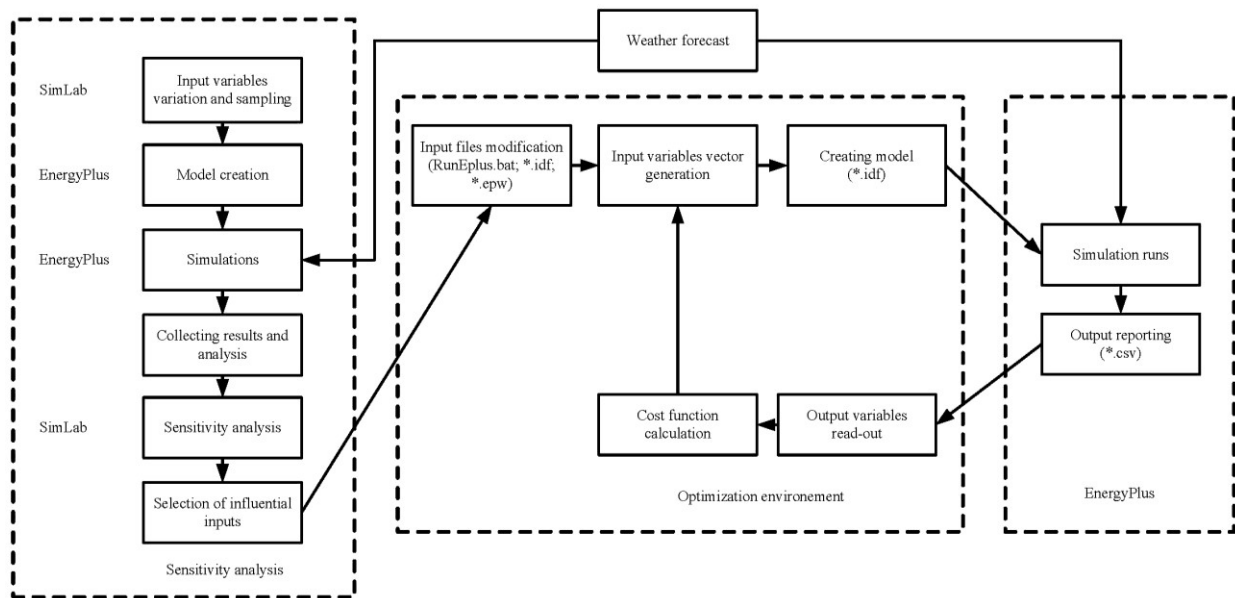 Weather forecast
SimLab
Input variables
variation and sampling
EnergyPlus
Model creation
EnergyPlus
Simulations
Collecting results and
analysis
SimLab
Sensitivity analysis
Selection of influential
inputs
Sensitivity analysis
Input files modification
(RunEplus.bat; *.idf;
*.epw)
Input variables vector
generation
Creating model
(*.idf)
Cost function
calculation
Output variables
read-out
Optimization environement
Simulation runs
Output reporting
(*.csv)
EnergyPlus